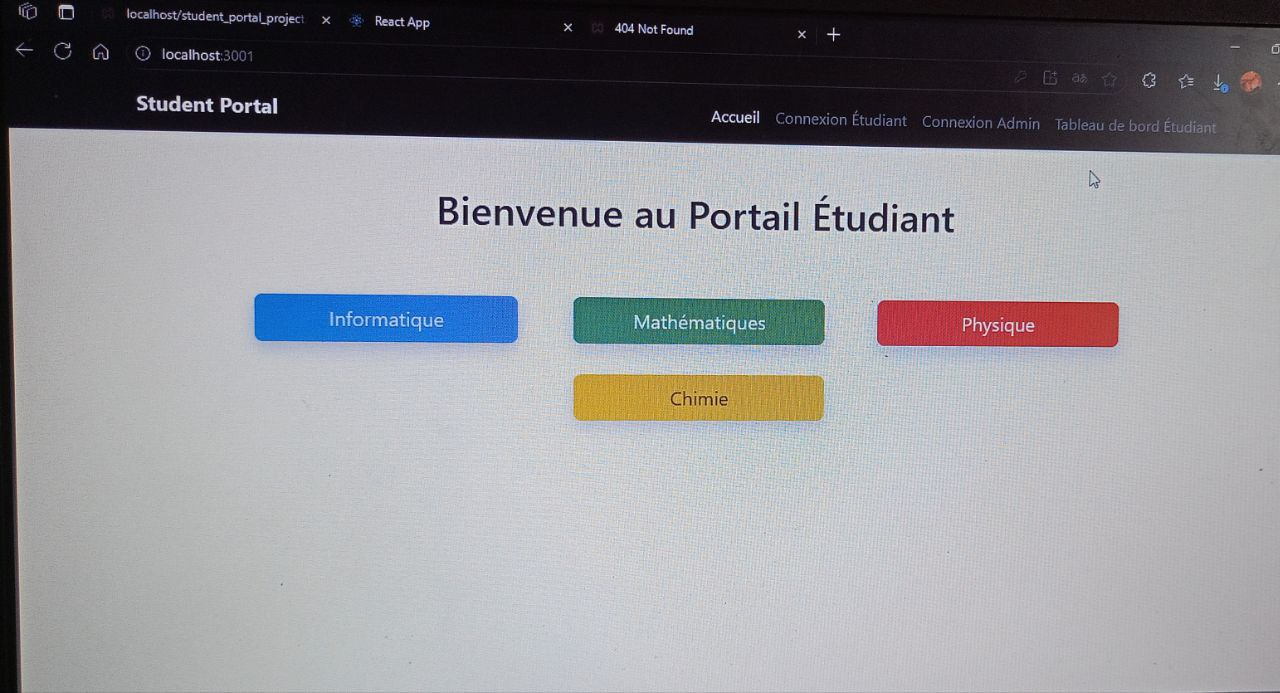 localhost/student_portal_project
React App
404 Not Found
localhost:3001
Student Portal
Accueil
Connexion Étudiant
Connexion Admin
Tableau de bord Étudiant
Bienvenue au Portail Étudiant
Informatique
Mathématiques
Physique
Chimie